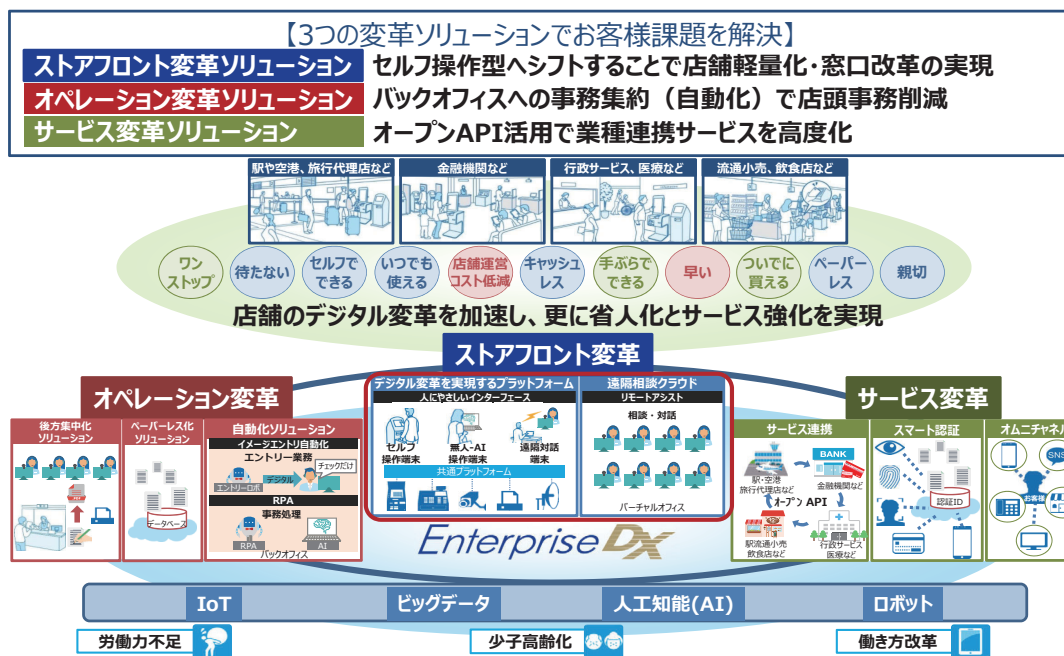 【3つの変革ソリューションでお客様課題を解決】
ストアフロント変革ソリューション セルフ操作型へシフトすることで店舗軽量化・窓口改革の実現
オペレーション変革ソリューション バックオフィスへの事務集約（自動化）で店頭事務削減
サービス変革ソリューション オープンAPI活用で業種連携サービスを高度化
駅や空港、旅行代理店など
金融機関など
行政サービス、医療など
流通小売、飲食店など
ワン
ストップ
待たない
セルフで
できる
いつでも
使える
店舗運営
コスト低減
キャッシュ
レス
手ぶらで
できる
早い
ついでに
買える
ペーパー
レス
親切
店舗のデジタル変革を加速し、更に省人化とサービス強化を実現
ストアフロント変革
オペレーション変革
サービス変革
後方集中化
ソリューション
ペーパーレス化
ソリューション
データベース
自動化ソリューション
イメージエントリ自動化
エントリー業務
チェックだけ
デジタル
エントリーロボ
RPA
事務処理
RPA
AI
バックオフィス
デジタル変革を実現するプラットフォーム
人にやさしいインターフェース
セルフ
操作端末
無人-AI
操作端末
遠隔対話
端末
共通プラットフォーム
遠隔相談クラウド
リモートアシスト
相談・対話
バーチャルオフィス
サービス連携
BANK
駅・空港
旅行代理店など
金融機関など
オープン API
駅流通小売
飲食店など
行政サービス
医療など
スマート認証
認証ID
オムニチャネル
SNS
お客様
Enterprise DX
IoT
ビッグデータ
人工知能(AI)
ロボット
労働力不足
少子高齢化
働き方改革